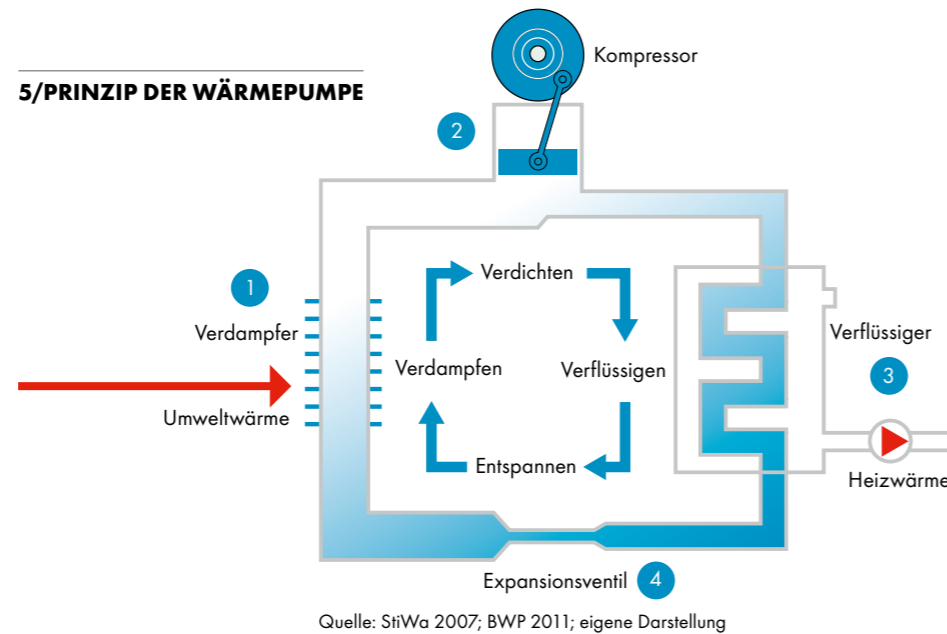 5/PRINZIP DER WÄRMEPUMPE
Kompressor
2
1
Verdampfer
Umweltwärme
Verdichten
Verdampfen
Verflüssigen
Entspannen
Verflüssiger
3
Heizwärme
Expansionsventil 4
Quelle: StiWa 2007; BWP 2011; eigene Darstellung